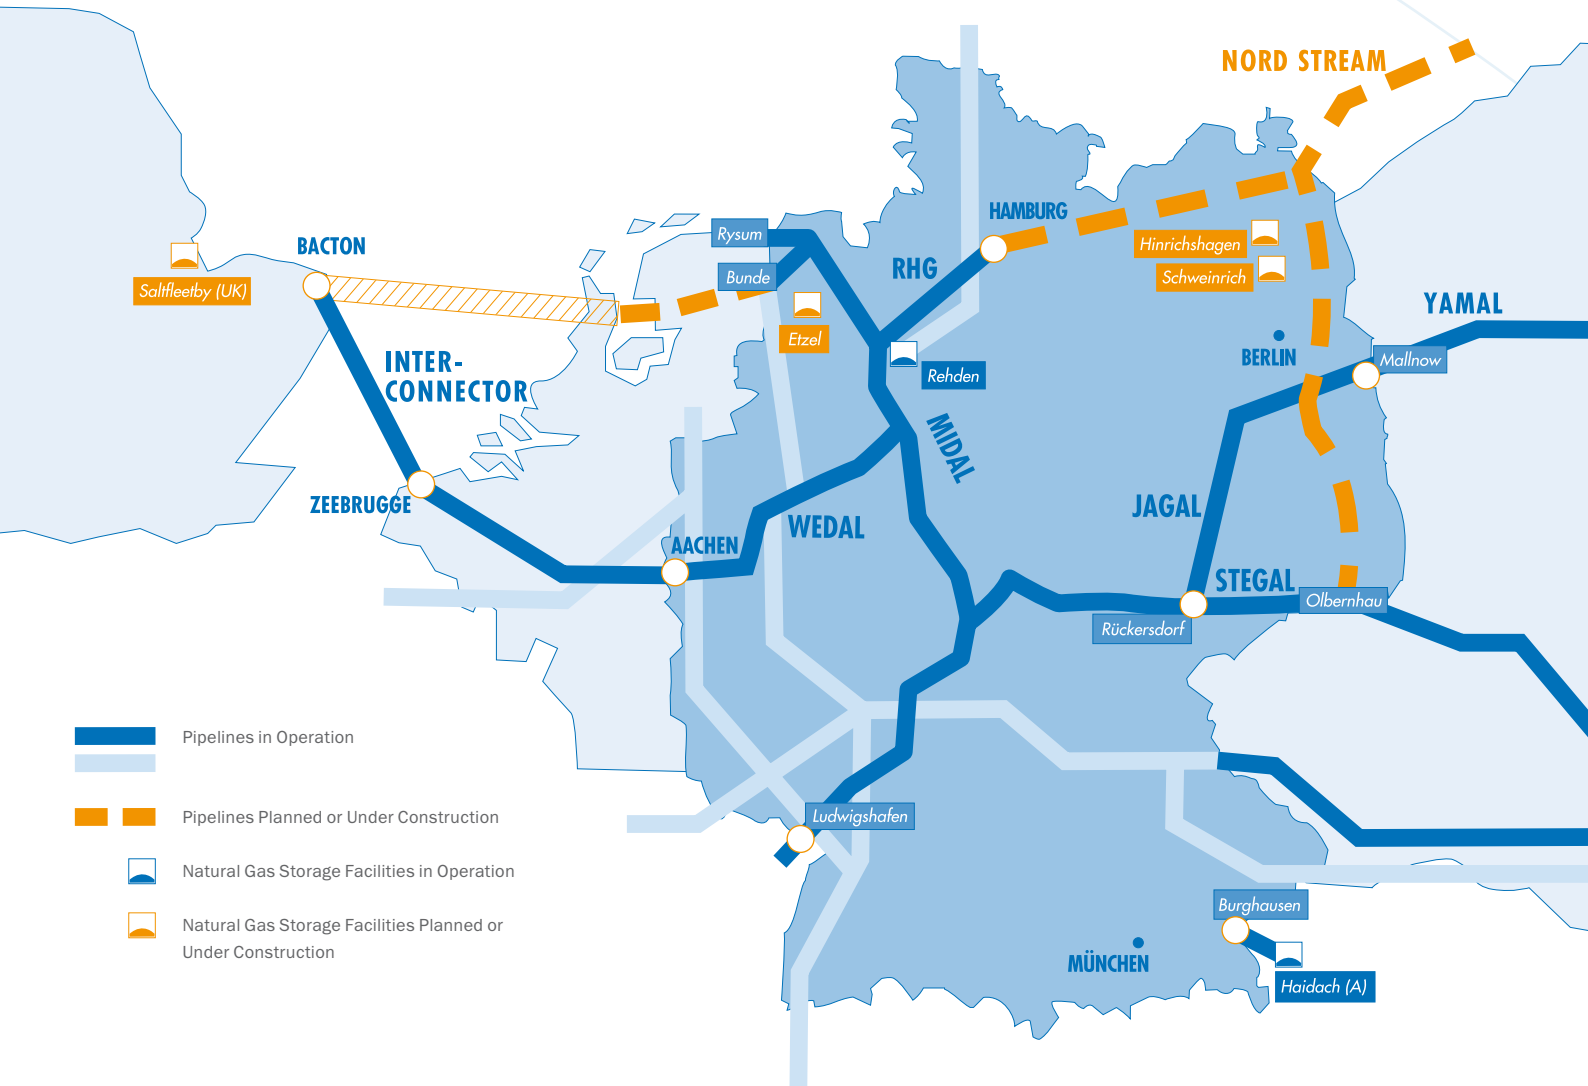 NORD STREAM
HAMBURG
Rysum
BACTON
Hinrichshagen
RHG
Bunde
Schweinrich
Saltfleetby (UK)
YAMAL
Etzel
BERLIN
Mallnow
INTER-
CONNECTOR
Rehden
MIDAL
ZEEBRUGGE
JAGAL
WEDAL
AACHEN
STEGAL
Olbernhau
Rückersdorf
Pipelines in Operation
Pipelines Planned or Under Construction
Ludwigshafen
Natural Gas Storage Facilities in Operation
Burghausen
Natural Gas Storage Facilities Planned or
Under Construction
MÜNCHEN
Haidach (A)